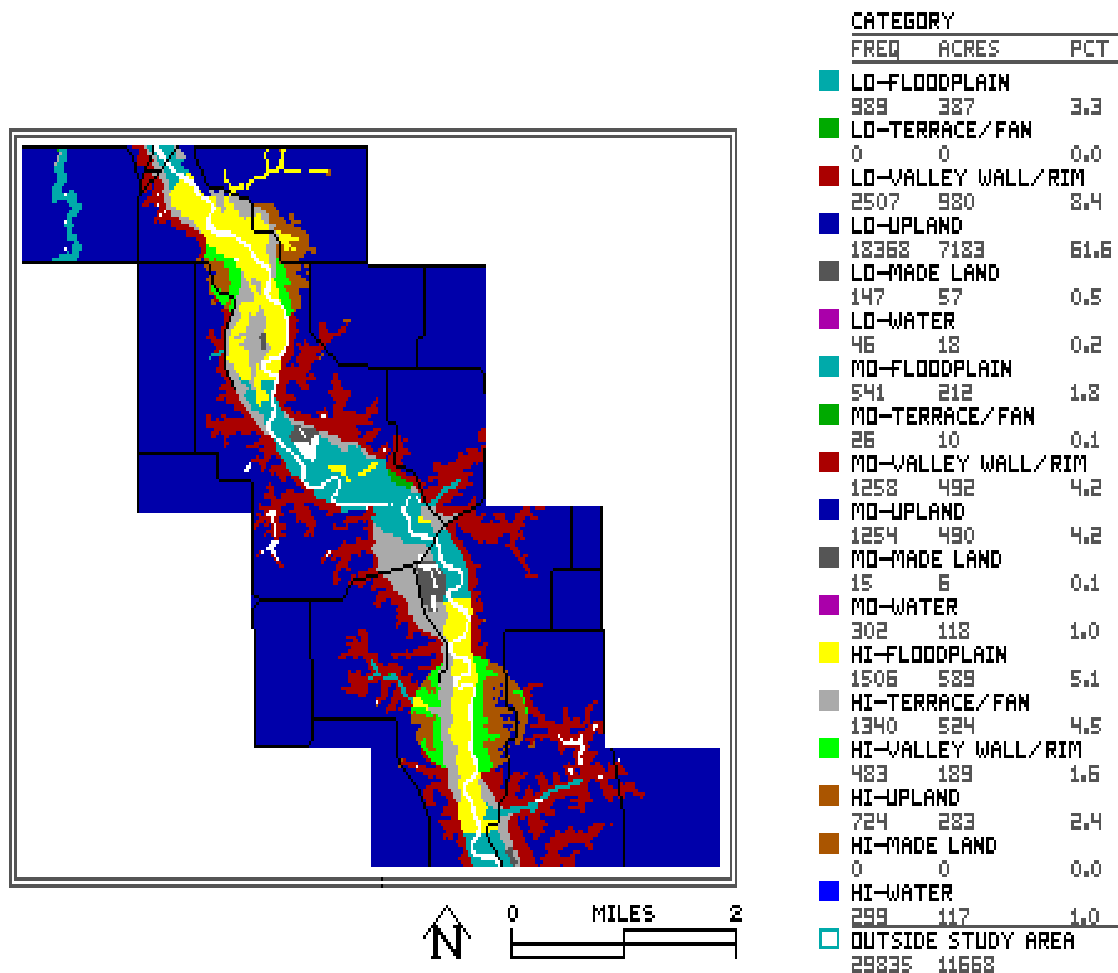 CATEGORY
FREQ ACRES PCT
LO-FLOODPLAIN
989 387 3.3
LO-TERRACE/FAN
0 0 0.0
LO-VALLEY WALL/RIM
2507 980 8.4
LO-UPLAND
18368 7183 61.6
LO-MADE LAND
147 57 0.5
LO-WATER
46 18 0.2
MO-FLOODPLAIN
541 212 1.8
MO-TERRACE/FAN
26 10 0.1
MO-VALLEY WALL/RIM
1258 492 4.2
MO-UPLAND
1254 490 4.2
MO-MADE LAND
15 6 0.1
MO-WATER
302 118 1.0
HI-FLOODPLAIN
1506 589 5.1
HI-TERRACE/FAN
1340 524 4.5
HI-VALLEY WALL/RIM
483 189 1.6
HI-UPLAND
724 283 2.4
HI-MADE LAND
0 0 0.0
HI-WATER
299 117 1.0
OUTSIDE STUDY AREA
29835 11668
0 MILES 2
N